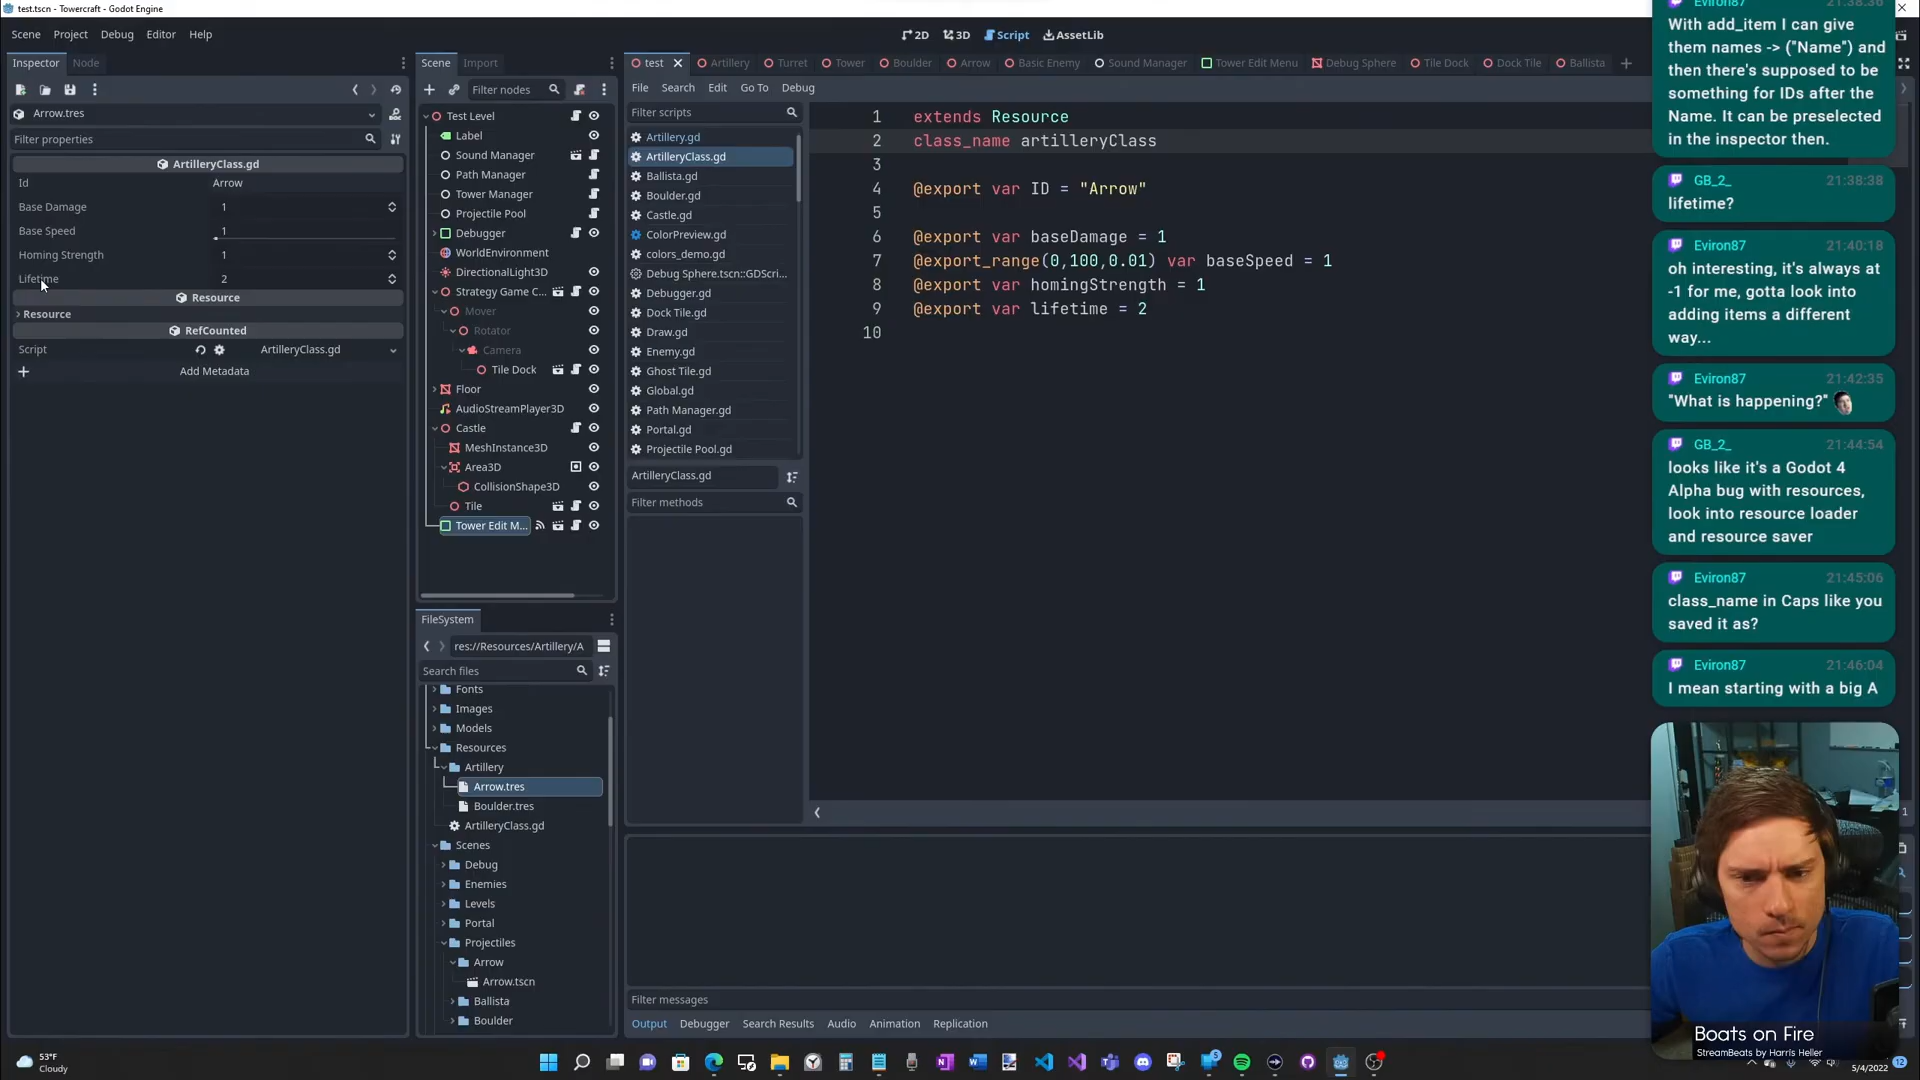 test.tscn - Towercraft - Godot Engine
Scene Project Debug Editor Help
2D 3D Script AssetLib
Inspector Node
Arrow.tres
Filter properties
ArtilleryClass.gd
Id Arrow
Base Damage 1
Base Speed 1
Homing Strength 1
Lifetime 2
Resource
Resource
RefCounted
Script ArtilleryClass.gd
Add Metadata
Scene Import
Filter nodes
Test Level
Label
Sound Manager
Path Manager
Tower Manager
Projectile Pool
Debugger
WorldEnvironment
DirectionalLight3D
Strategy Game C...
Mover
Rotator
Camera
Tile Dock
Floor
AudioStreamPlayer3D
Castle
MeshInstance3D
Area3D
CollisionShape3D
Tile
Tower Edit M...
FileSystem
res://Resources/Artillery/A
Search files
Fonts
Images
Models
Resources
Artillery
Arrow.tres
Boulder.tres
ArtilleryClass.gd
Scenes
Debug
Enemies
Levels
Portal
Projectiles
Arrow
Arrow.tscn
Ballista
Boulder
test Artillery Turret Tower Boulder Arrow Basic Enemy Sound Manager Tower Edit Menu Debug Sphere Tile Dock Dock Tile Ballista
File Search Edit Go To Debug
Filter scripts
Artillery.gd
ArtilleryClass.gd
Ballista.gd
Boulder.gd
Castle.gd
ColorPreview.gd
colors_demo.gd
Debug Sphere.tscn::GDScri...
Debugger.gd
Dock Tile.gd
Draw.gd
Enemy.gd
Ghost Tile.gd
Global.gd
Path Manager.gd
Portal.gd
Projectile Pool.gd
ArtilleryClass.gd
Filter methods
1 extends Resource
2 class_name artilleryClass
3
4 @export var ID = "Arrow"
5
6 @export var baseDamage = 1
7 @export_range(0,100,0.01) var baseSpeed = 1
8 @export var homingStrength = 1
9 @export var lifetime = 2
10
Filter messages
Output Debugger Search Results Audio Animation Replication
Eviron87 21:38:36
With add_item I can give
them names -> ("Name") and
then there's supposed to be
something for IDs after the
Name. It can be preselected
in the inspector then.
GB_2_ 21:38:38
lifetime?
Eviron87 21:40:18
oh interesting, it's always at
-1 for me, gotta look into
adding items a different
way...
Eviron87 21:42:35
"What is happening?"
GB_2_ 21:44:54
looks like it's a Godot 4
Alpha bug with resources,
look into resource loader
and resource saver
Eviron87 21:45:06
class_name in Caps like you
saved it as?
Eviron87 21:46:04
I mean starting with a big A
Boats on Fire
StreamBeats by Harris Heller
53°F
Cloudy
5
5/4/2022
12